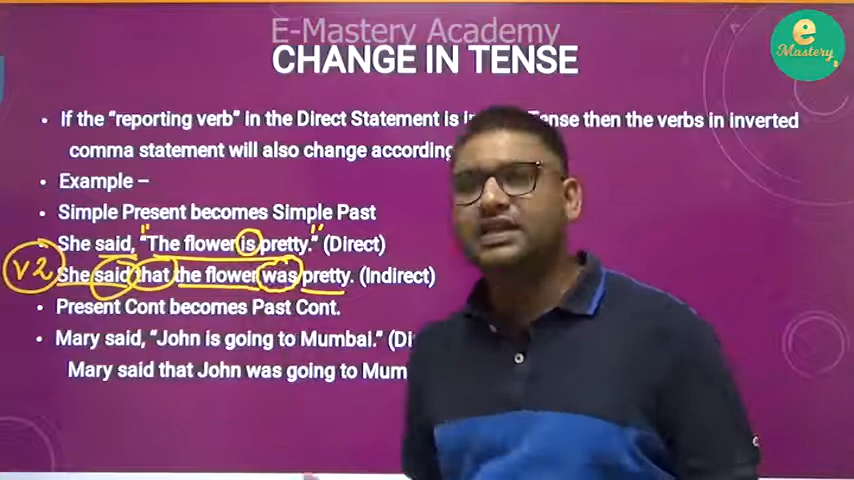 E-Mastery Academy
e
Mastery
CHANGE IN TENSE
• If the “reporting verb” in the Direct Statement is in Tense then the verbs in inverted
comma statement will also change according
• Example –
• Simple Present becomes Simple Past
• She said, “The flower is pretty.” (Direct)
V2
She said that the flower was pretty. (Indirect)
• Present Cont becomes Past Cont.
• Mary said, “John is going to Mumbai.” (Di
Mary said that John was going to Mum